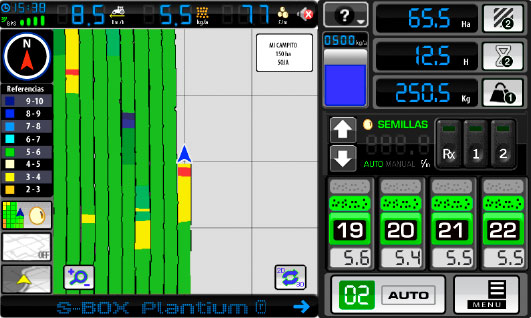 15:38
GPS
8.5 Km/h
5.5
7.7
?
65.5 Ha 2
0500 kg/a
12.5 H 2
250.5 Kg 1
N
MI CAMPITO
150 ha
SOJA
Referencias
9 -10
8 - 9
7 - 8
6 - 7
5 - 6
4 - 5
3 - 4
2 - 3
OFF
SEMILLAS
AUTO MANUAL
Rx 1 2
19 20 21 22
5.6 5.4 5.5 5.5
2D
3D
S-BOX Plantium
02 AUTO
MENU